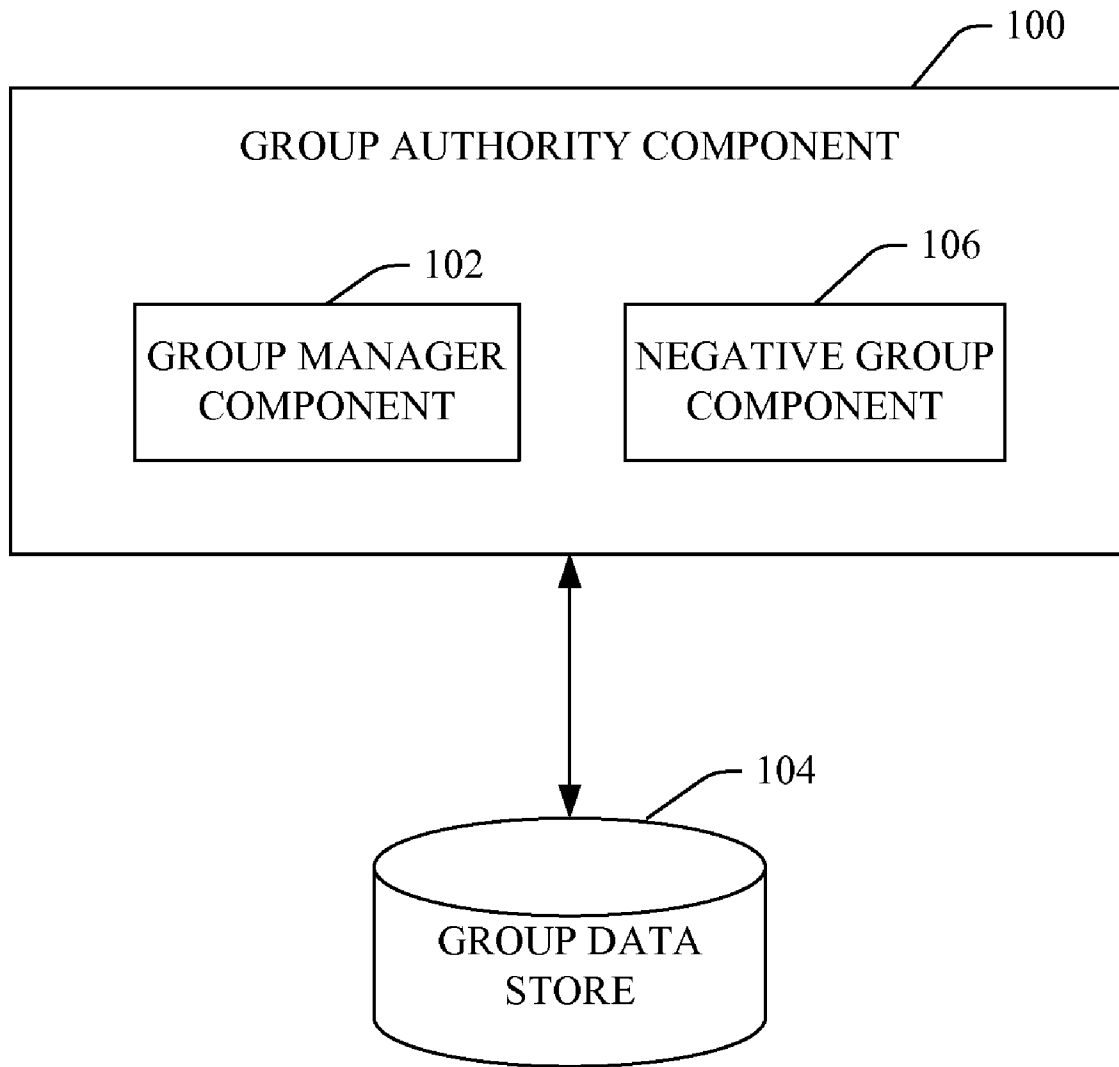 100
GROUP AUTHORITY COMPONENT
102
106
GROUP MANAGER
COMPONENT
NEGATIVE GROUP
COMPONENT
104
GROUP DATA
STORE